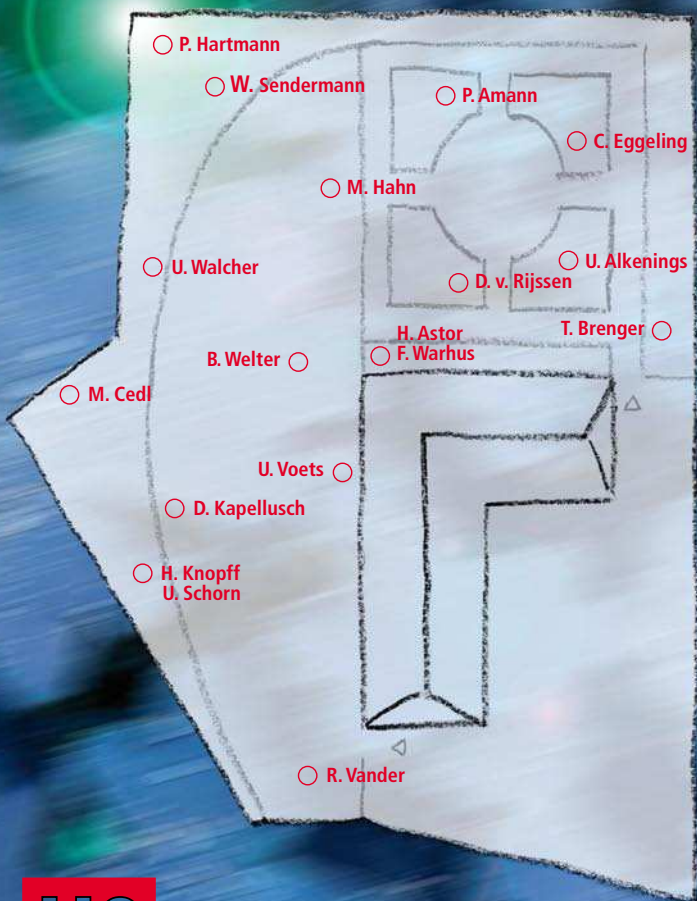 P. Hartmann
W. Sendermann
P. Amann
C. Eggeling
M. Hahn
U. Walcher
U. Alkenings
D. v. Rijssen
T. Brenger
H. Astor
F. Warhus
B. Welter
M. Cedl
U. Voets
D. Kapellusch
H. Knopff
U. Schorn
R. Vander